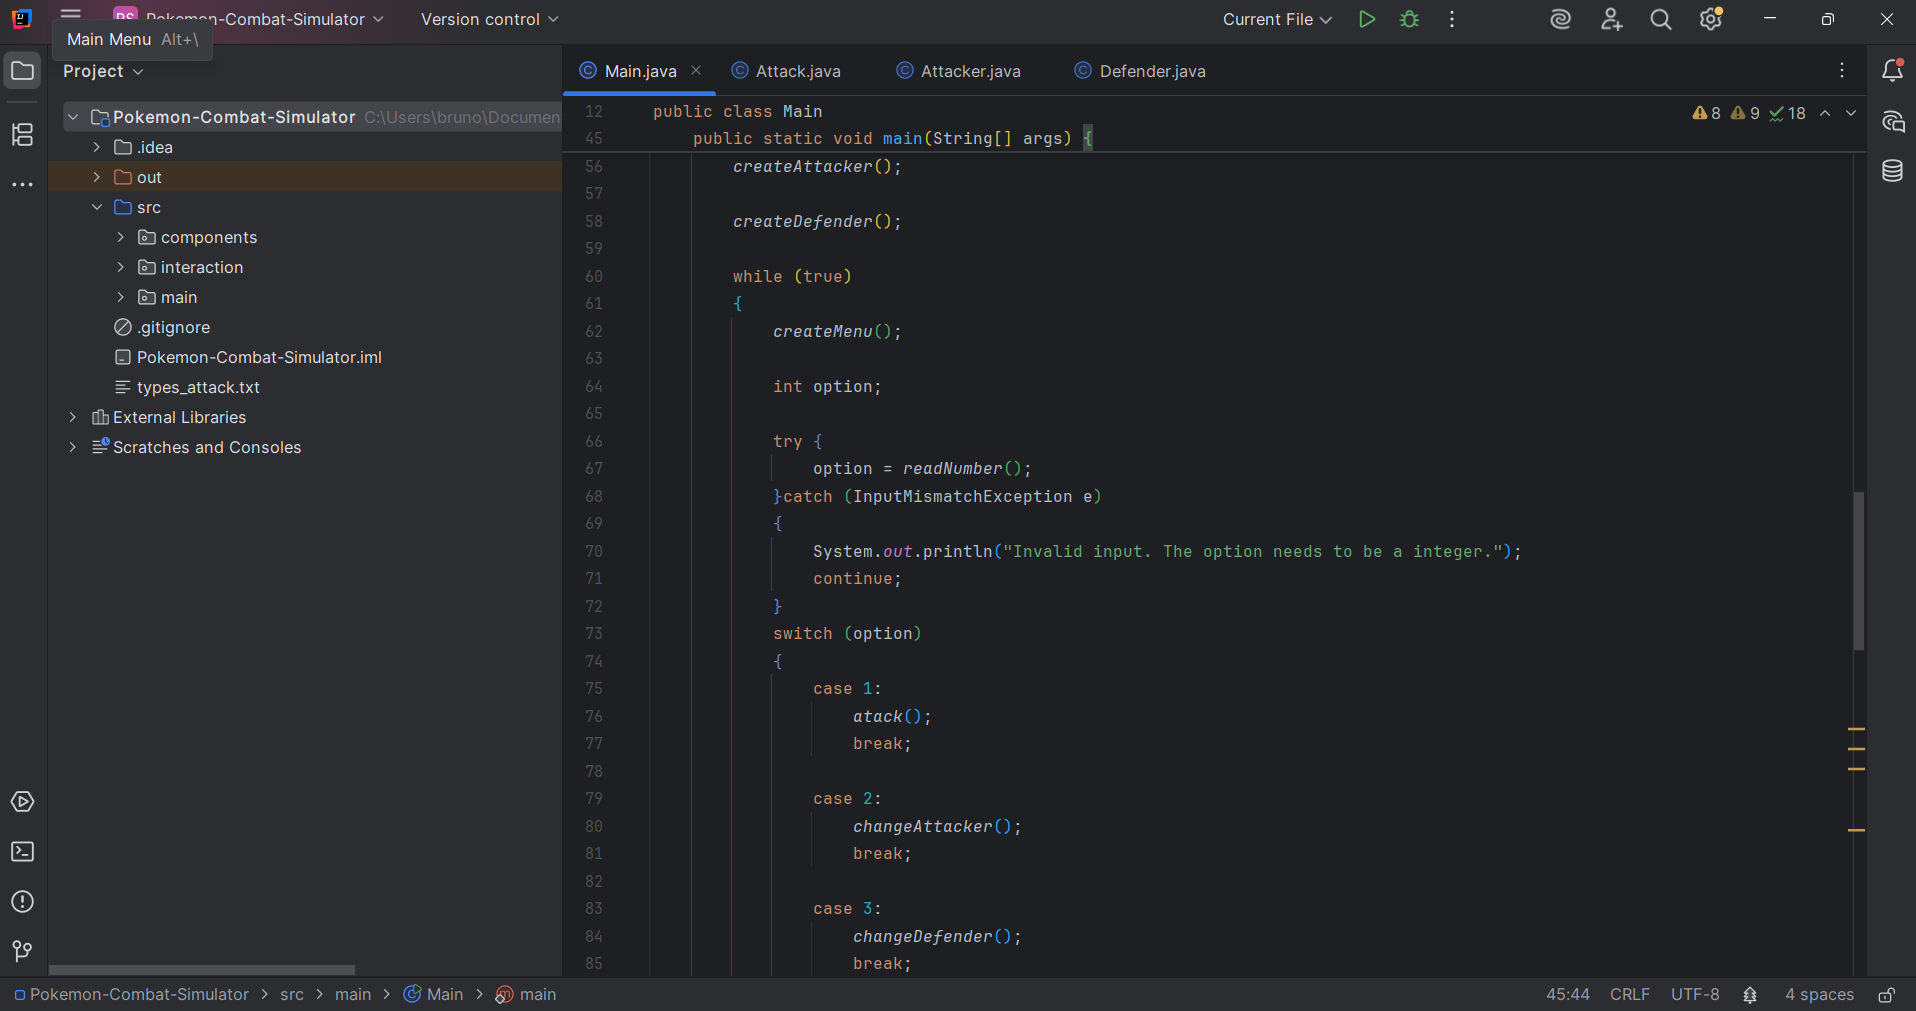 PS Pokemon-Combat-Simulator Version control Current File
Main Menu Alt+\
Project
Main.java Attack.java Attacker.java Defender.java
Pokemon-Combat-Simulator C:\Users\bruno\Documen
.idea
out
src
components
interaction
main
.gitignore
Pokemon-Combat-Simulator.iml
types_attack.txt
External Libraries
Scratches and Consoles
8 9 18
12 public class Main
45 public static void main(String[] args) {
56 createAttacker();
57
58 createDefender();
59
60 while (true)
61 {
62 createMenu();
63
64 int option;
65
66 try {
67 option = readNumber();
68 }catch (InputMismatchException e)
69 {
70 System.out.println("Invalid input. The option needs to be a integer.");
71 continue;
72 }
73 switch (option)
74 {
75 case 1:
76 atack();
77 break;
78
79 case 2:
80 changeAttacker();
81 break;
82
83 case 3:
84 changeDefender();
85 break;
Pokemon-Combat-Simulator > src > main > Main > main
45:44 CRLF UTF-8 4 spaces